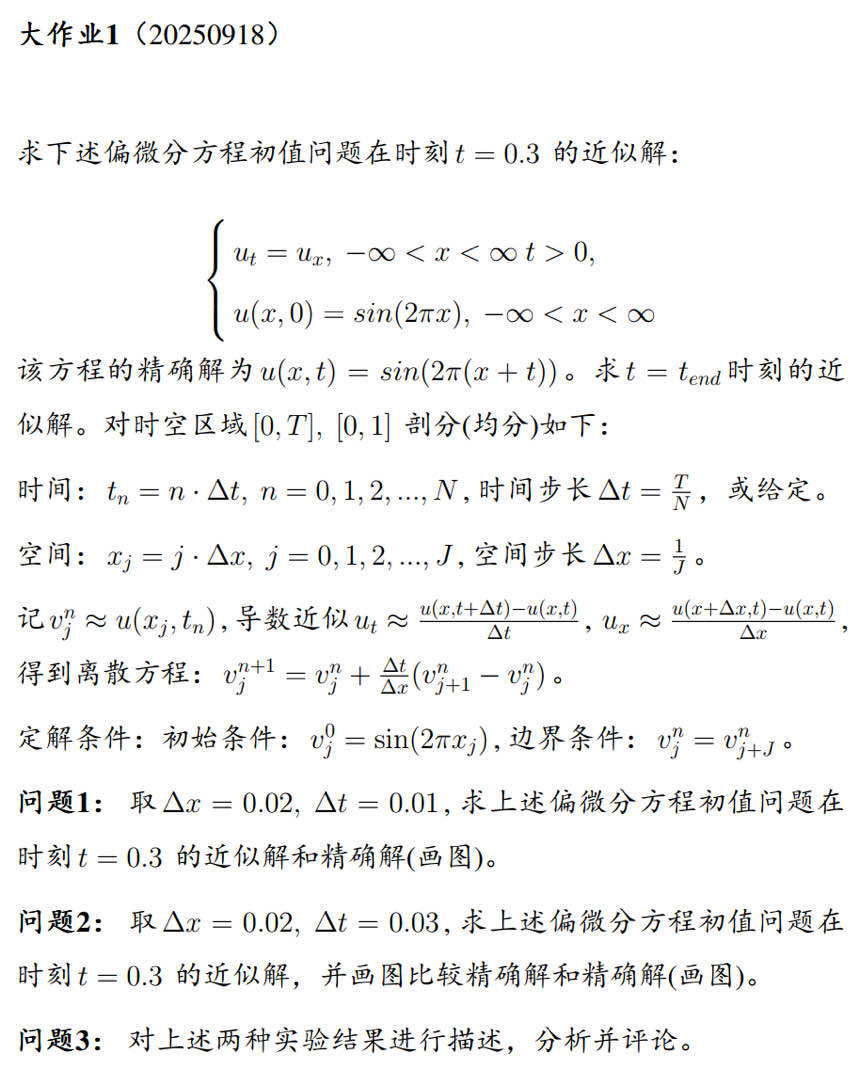 大作业1（20250918）
求下述偏微分方程初值问题在时刻 $t = 0.3$ 的近似解：
$\begin{cases} u_t = u_x, \ -\infty < x < \infty \ t > 0, \\ u(x, 0) = sin(2\pi x), \ -\infty < x < \infty \end{cases}$
该方程的精确解为 $u(x, t) = sin(2\pi(x + t))$。求 $t = t_{end}$ 时刻的近
似解。对时空区域 $[0, T], \ [0, 1]$ 剖分(均分)如下：
时间：$t_n = n \cdot \Delta t, \ n = 0, 1, 2, ..., N$, 时间步长 $\Delta t = \frac{T}{N}$，或给定。
空间：$x_j = j \cdot \Delta x, \ j = 0, 1, 2, ..., J$, 空间步长 $\Delta x = \frac{1}{J}$。
记 $v_j^n \approx u(x_j, t_n)$, 导数近似 $u_t \approx \frac{u(x,t+\Delta t)-u(x,t)}{\Delta t}$, $u_x \approx \frac{u(x+\Delta x,t)-u(x,t)}{\Delta x}$,
得到离散方程：$v_j^{n+1} = v_j^n + \frac{\Delta t}{\Delta x}(v_{j+1}^n - v_j^n)$。
定解条件：初始条件：$v_j^0 = \sin(2\pi x_j)$, 边界条件：$v_j^n = v_{j+J}^n$。
问题1： 取 $\Delta x = 0.02, \ \Delta t = 0.01$, 求上述偏微分方程初值问题在
时刻 $t = 0.3$ 的近似解和精确解(画图)。
问题2： 取 $\Delta x = 0.02, \ \Delta t = 0.03$, 求上述偏微分方程初值问题在
时刻 $t = 0.3$ 的近似解，并画图比较精确解和精确解(画图)。
问题3： 对上述两种实验结果进行描述，分析并评论。